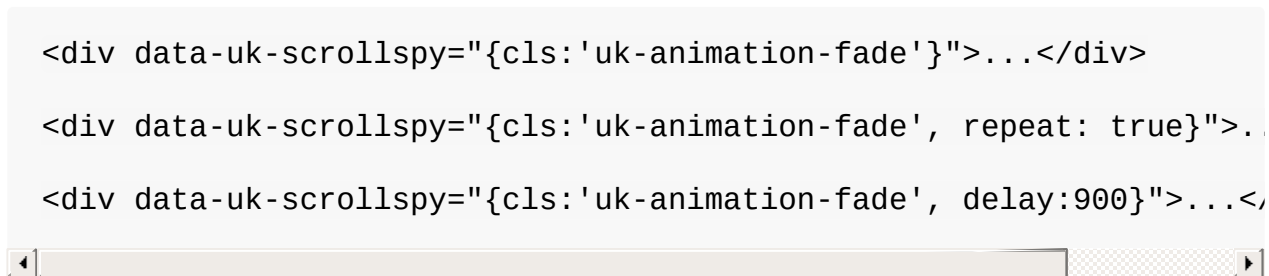 <div data-uk-scrollspy="{cls:'uk-animation-fade'}">...</div>
<div data-uk-scrollspy="{cls:'uk-animation-fade', repeat: true}">..
<div data-uk-scrollspy="{cls:'uk-animation-fade', delay:900}">...</